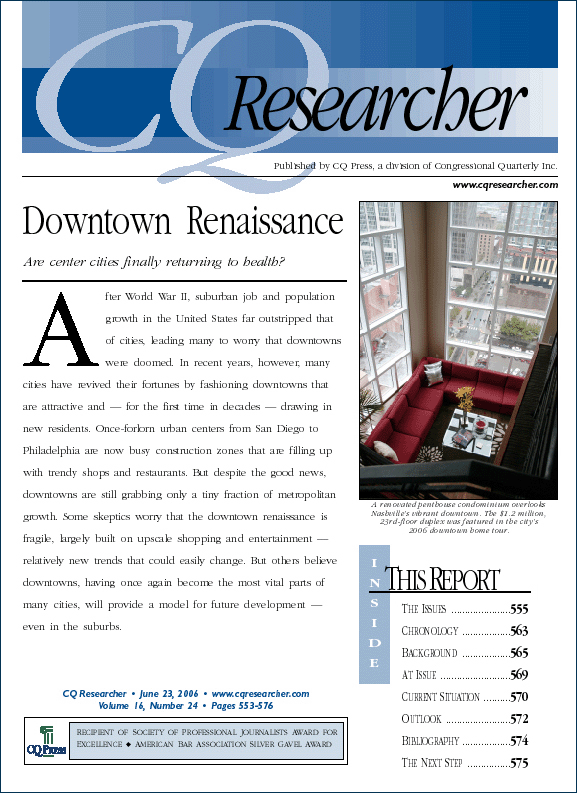 CQ Researcher
Published by CQ Press, a division of Congressional Quarterly Inc.
www.cqresearcher.com
Downtown Renaissance
Are center cities finally returning to health?
After World War II, suburban job and population
growth in the United States far outstripped that
of cities, leading many to worry that downtowns
were doomed. In recent years, however, many
cities have revived their fortunes by fashioning downtowns that
are attractive and — for the first time in decades — drawing in
new residents. Once-forlorn urban centers from San Diego to
Philadelphia are now busy construction zones that are filling up
with trendy shops and restaurants. But despite the good news,
downtowns are still grabbing only a tiny fraction of metropolitan
growth. Some skeptics worry that the downtown renaissance is
fragile, largely built on upscale shopping and entertainment —
relatively new trends that could easily change. But others believe
downtowns, having once again become the most vital parts of
many cities, will provide a model for future development —
even in the suburbs.
CQ Researcher • June 23, 2006 • www.cqresearcher.com
Volume 16, Number 24 • Pages 553-576
CQ PRESS
RECIPIENT OF SOCIETY OF PROFESSIONAL JOURNALISTS AWARD FOR
EXCELLENCE ◆ AMERICAN BAR ASSOCIATION SILVER GAVEL AWARD
A renovated penthouse condominium overlooks
Nashville's vibrant downtown. The $1.2 million,
23rd-floor duplex was featured in the city's
2006 downtown home tour.
INSIDE
THIS REPORT
THE ISSUES ......................555
CHRONOLOGY ..................563
BACKGROUND ..................565
AT ISSUE ..........................569
CURRENT SITUATION ..........570
OUTLOOK ........................572
BIBLIOGRAPHY ..................574
THE NEXT STEP ................575